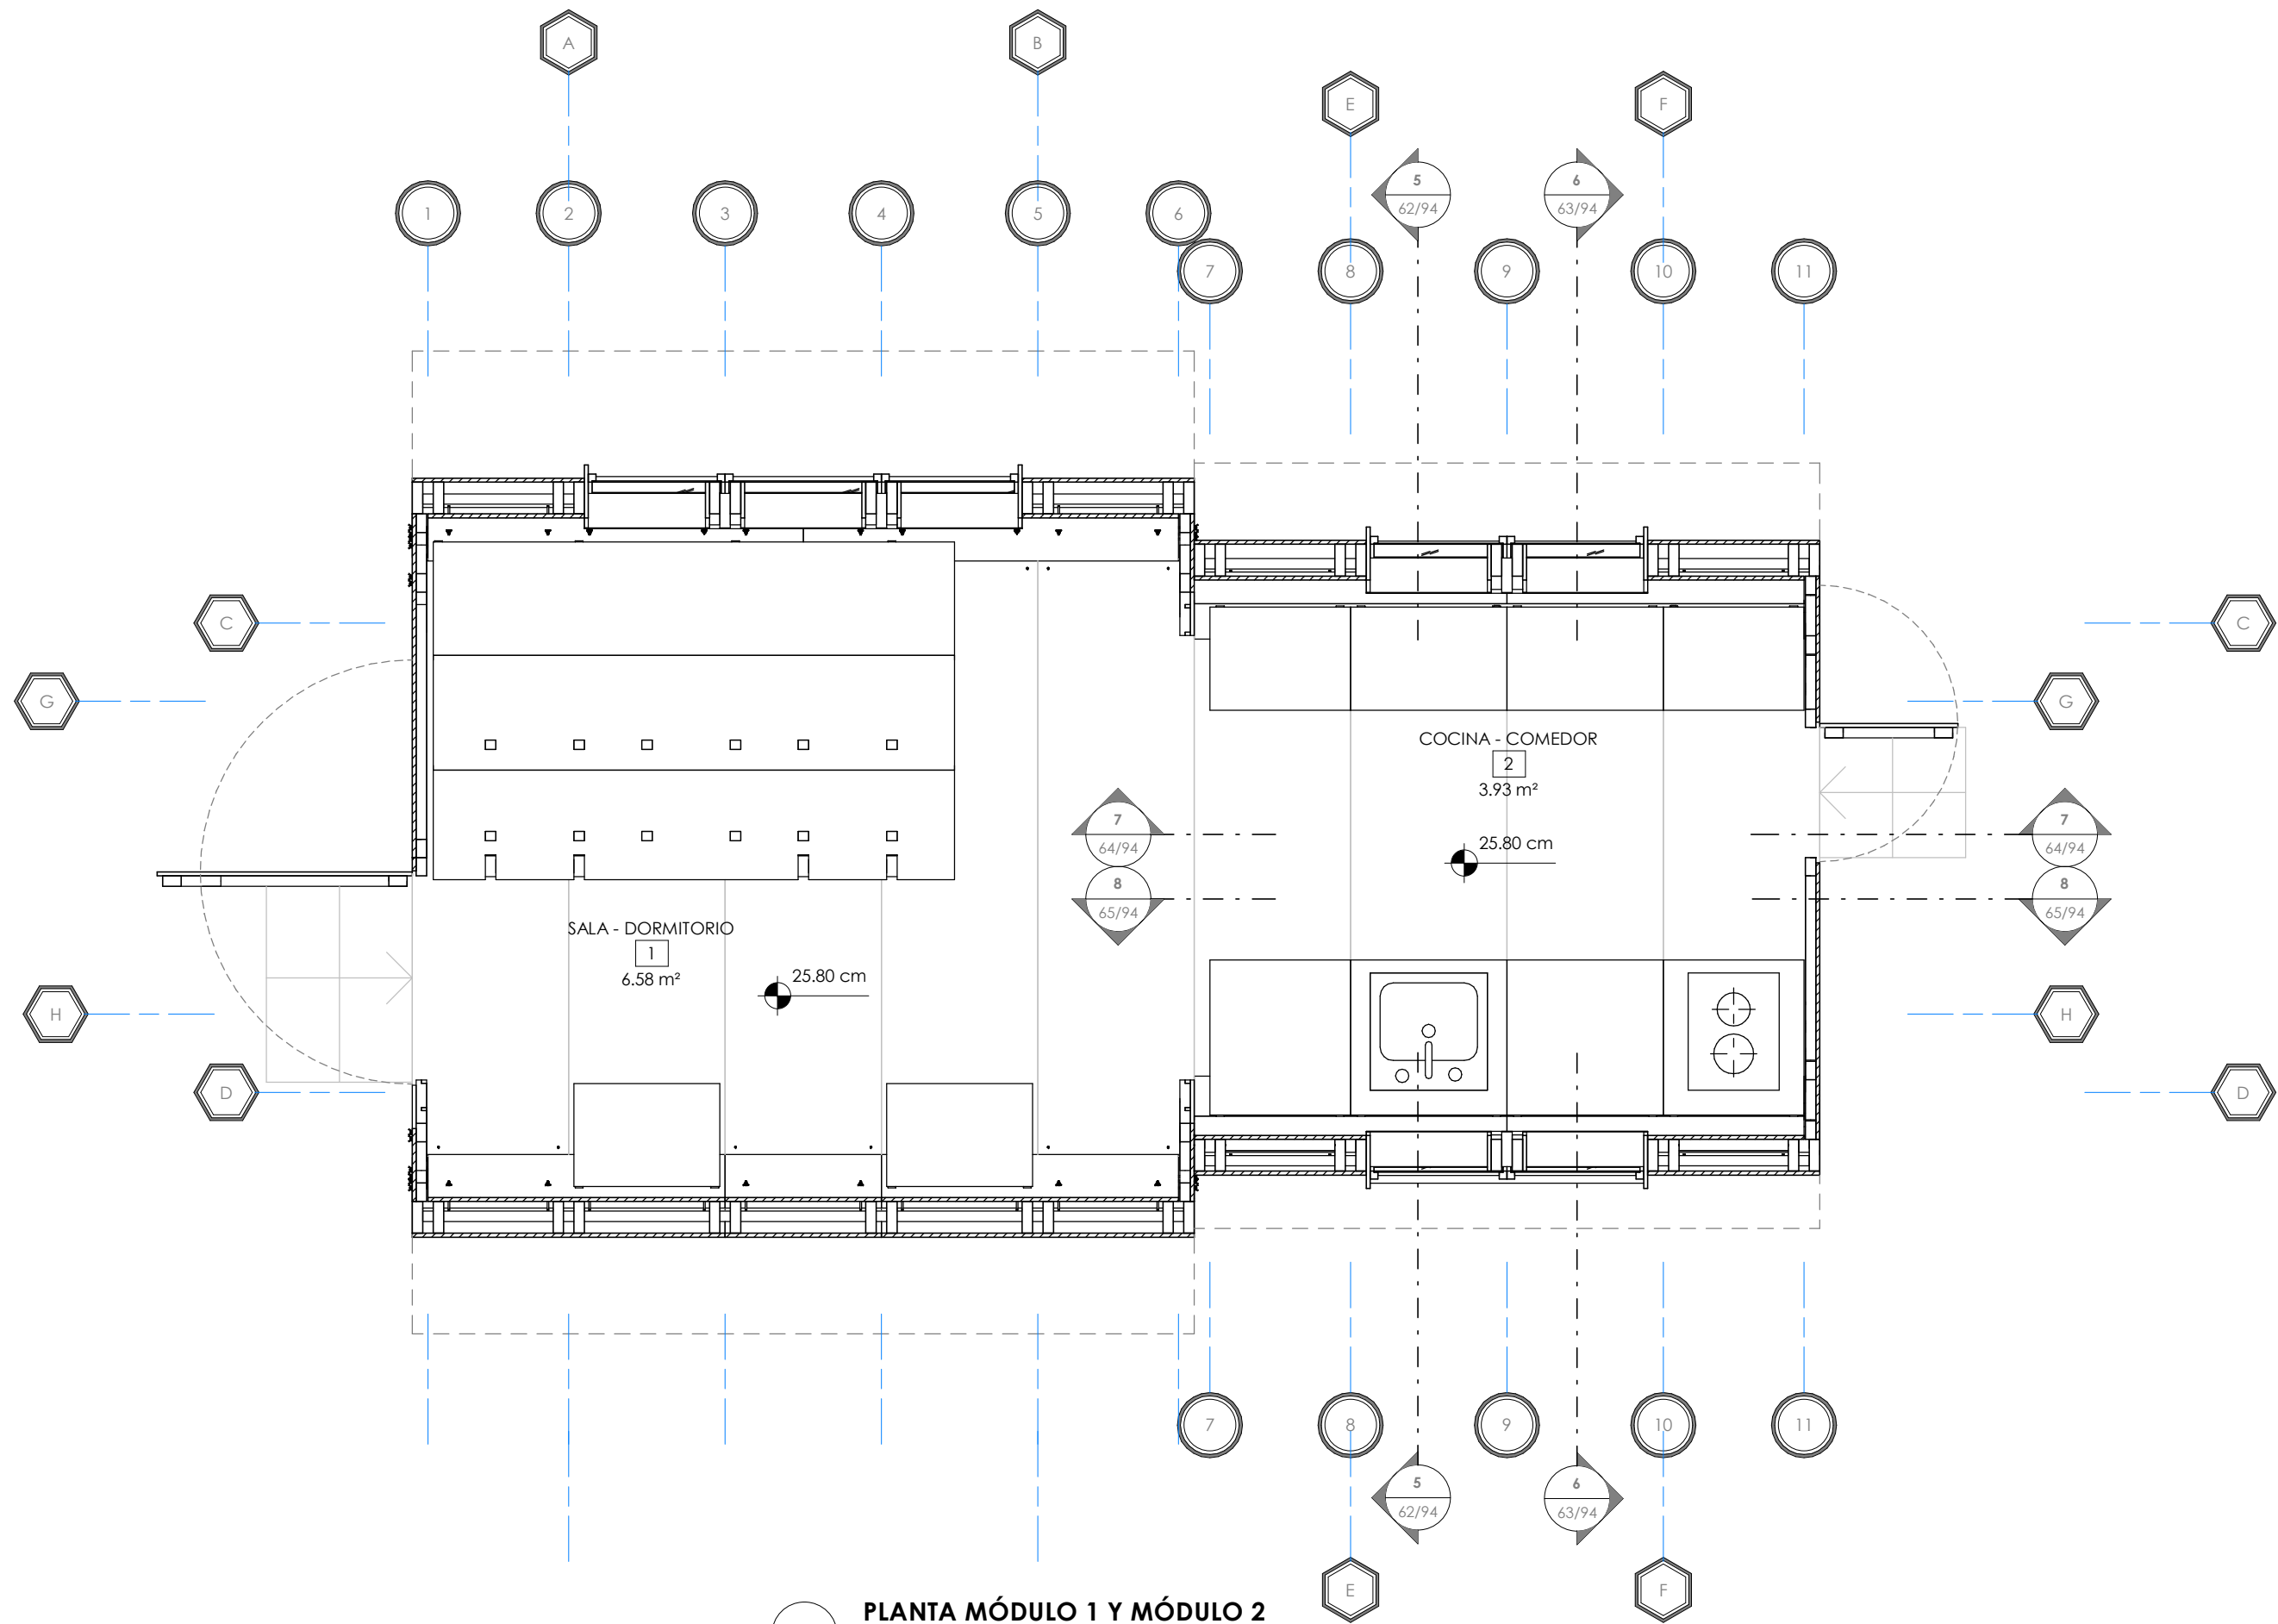 A
B
E
F
5
62/94
6
63/94
1
2
3
4
5
6
7
8
9
10
11
C
C
G
G
COCINA - COMEDOR
2
3.93 m²
7
64/94
25.80 cm
7
64/94
8
65/94
8
65/94
SALA - DORMITORIO
1
6.58 m²
25.80 cm
H
H
D
D
7
8
9
10
11
5
62/94
6
63/94
E
F
PLANTA MÓDULO 1 Y MÓDULO 2